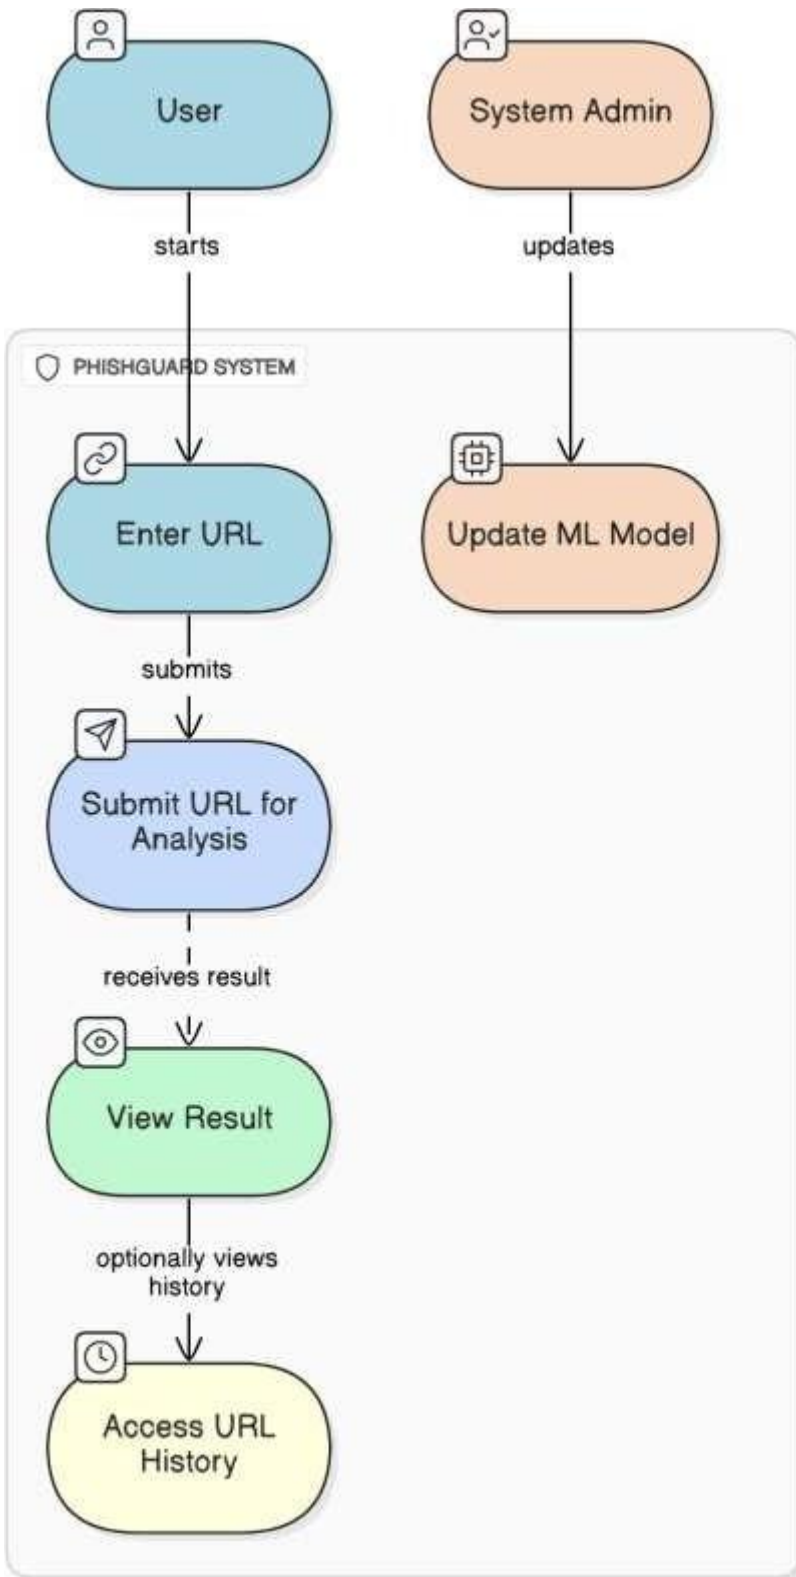 User
System Admin
starts
updates
PHISHGUARD SYSTEM
Enter URL
Update ML Model
submits
Submit URL for
Analysis
receives result
View Result
optionally views
history
Access URL
History